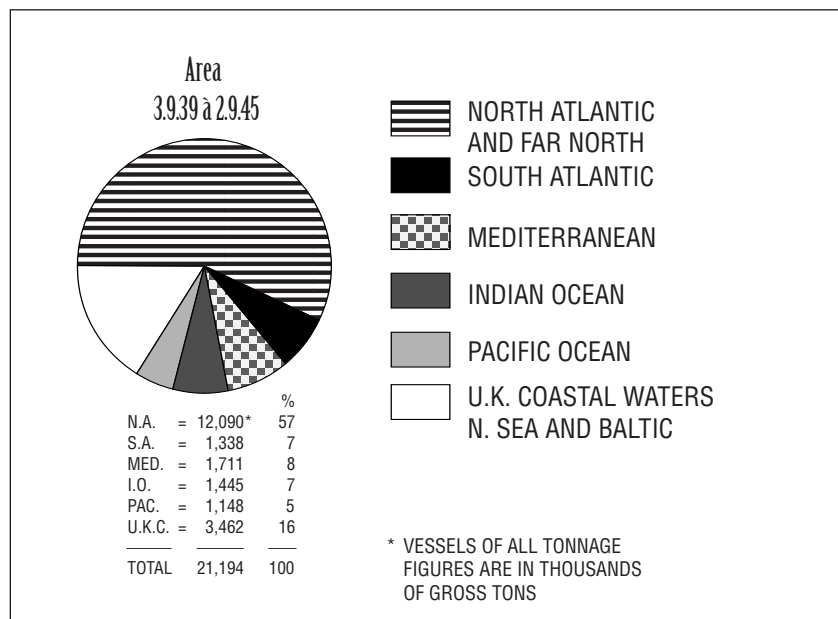 Area
3.9.39 à 2.9.45
NORTH ATLANTIC
AND FAR NORTH
SOUTH ATLANTIC
MEDITERRANEAN
INDIAN OCEAN
PACIFIC OCEAN
U.K. COASTAL WATERS
N. SEA AND BALTIC
%
N.A. = 12,090* 57
S.A. = 1,338 7
MED. = 1,711 8
I.O. = 1,445 7
PAC. = 1,148 5
U.K.C. = 3,462 16
TOTAL 21,194 100
* VESSELS OF ALL TONNAGE
FIGURES ARE IN THOUSANDS
OF GROSS TONS